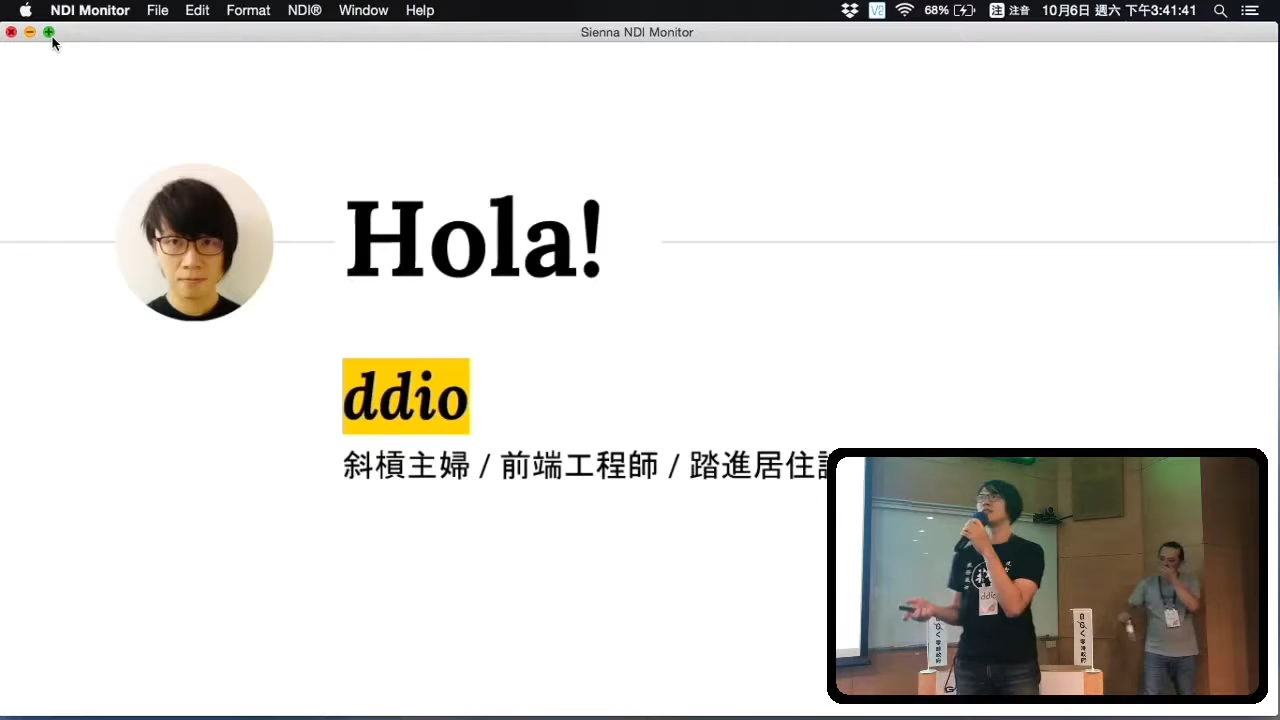 NDI Monitor File Edit Format NDI® Window Help 68% 注 注音 10月6日 週六 下午3:41:41
Sienna NDI Monitor
Hola!
ddio
斜槓主婦 / 前端工程師 / 踏進居住
ddio